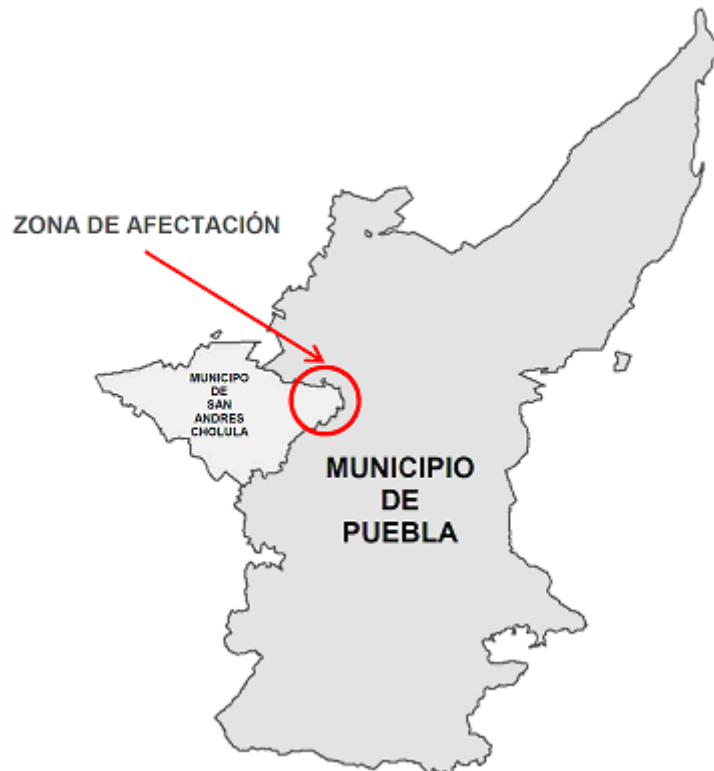 ZONA DE AFECTACIÓN
MUNICIPO
DE
SAN
ANDRES
CHOLULA
MUNICIPIO
DE
PUEBLA